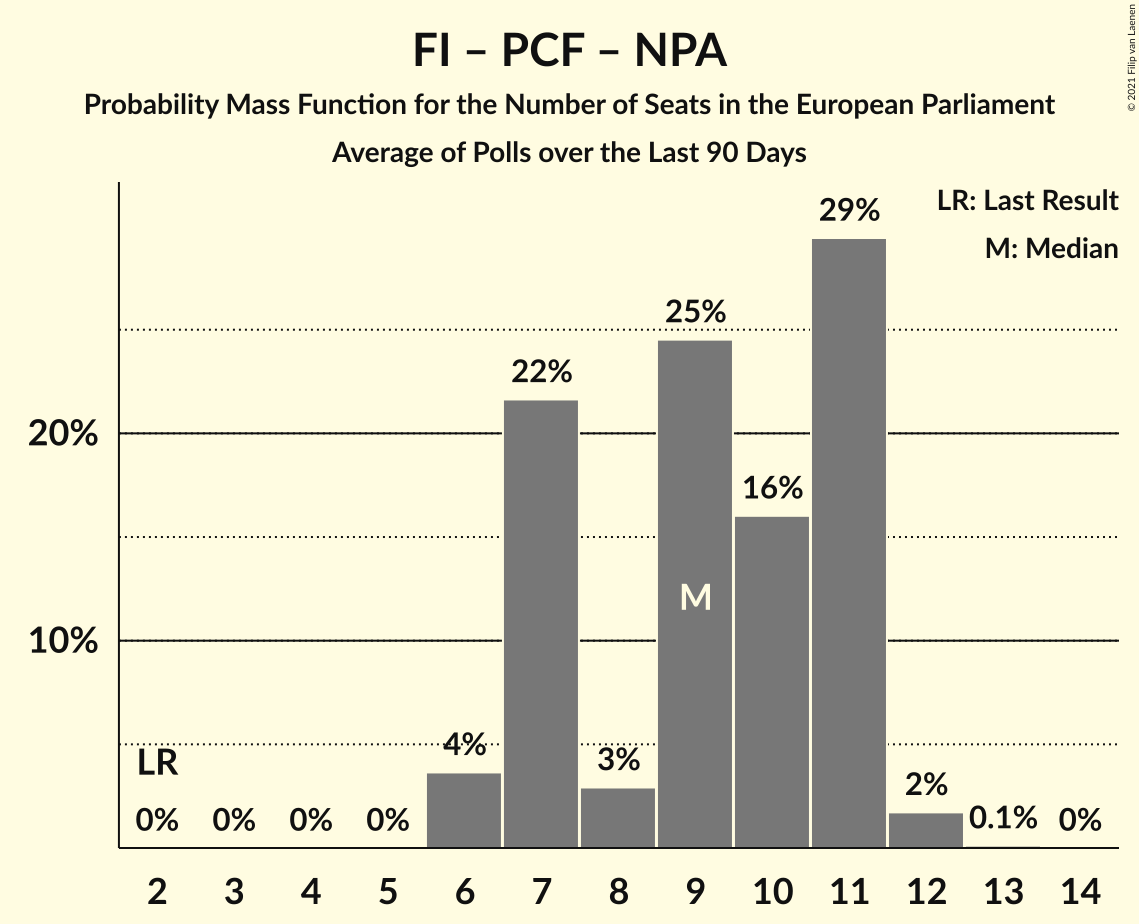 FI – PCF – NPA
Probability Mass Function for the Number of Seats in the European Parliament
Average of Polls over the Last 90 Days
© 2021 Filip van Laenen
LR: Last Result
M: Median
29%
25%
22%
20%
16%
M
10%
LR
4%
3%
2%
0% 0% 0% 0% 0.1% 0%
2 3 4 5 6 7 8 9 10 11 12 13 14